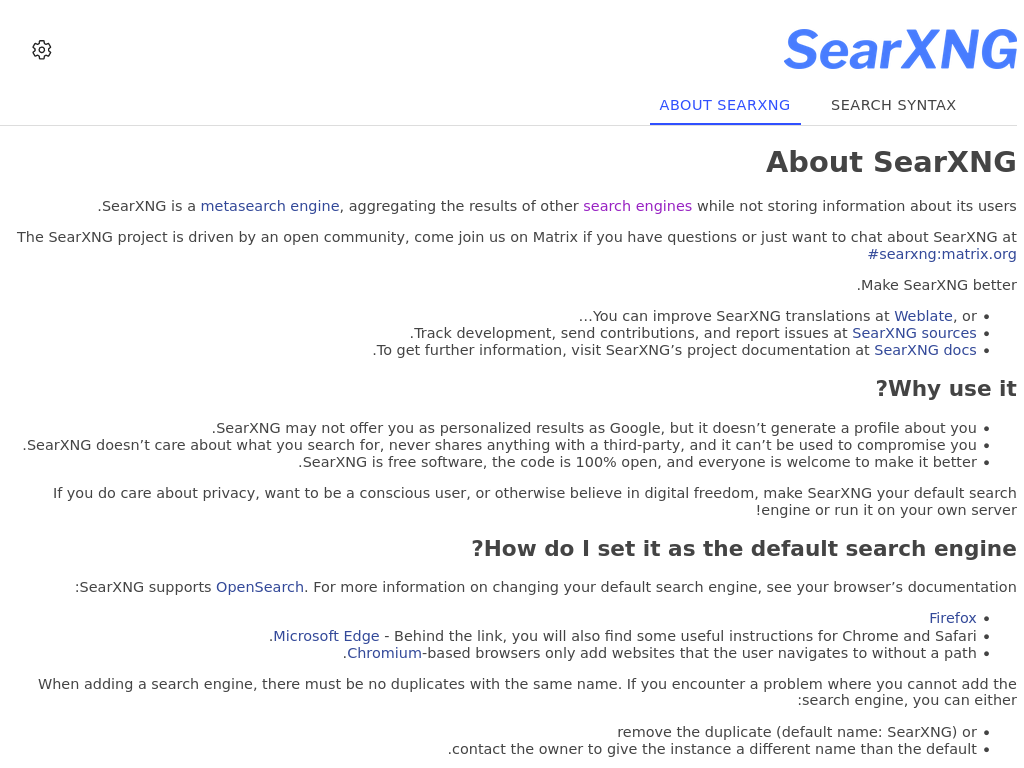 SearXNG
ABOUT SEARXNG SEARCH SYNTAX
About SearXNG
.SearXNG is a metasearch engine, aggregating the results of other search engines while not storing information about its users
The SearXNG project is driven by an open community, come join us on Matrix if you have questions or just want to chat about SearXNG at
#searxng:matrix.org
.Make SearXNG better
…You can improve SearXNG translations at Weblate, or •
.Track development, send contributions, and report issues at SearXNG sources •
.To get further information, visit SearXNG’s project documentation at SearXNG docs •
?Why use it
.SearXNG may not offer you as personalized results as Google, but it doesn’t generate a profile about you •
.SearXNG doesn’t care about what you search for, never shares anything with a third-party, and it can’t be used to compromise you •
.SearXNG is free software, the code is 100% open, and everyone is welcome to make it better •
If you do care about privacy, want to be a conscious user, or otherwise believe in digital freedom, make SearXNG your default search
!engine or run it on your own server
?How do I set it as the default search engine
:SearXNG supports OpenSearch. For more information on changing your default search engine, see your browser’s documentation
Firefox •
.Microsoft Edge - Behind the link, you will also find some useful instructions for Chrome and Safari •
.Chromium-based browsers only add websites that the user navigates to without a path •
When adding a search engine, there must be no duplicates with the same name. If you encounter a problem where you cannot add the
:search engine, you can either
remove the duplicate (default name: SearXNG) or •
.contact the owner to give the instance a different name than the default •